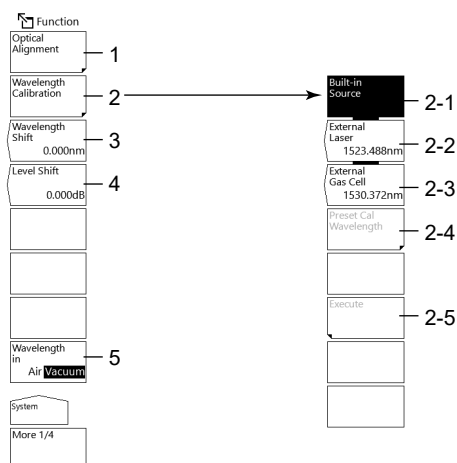 Function
Optical
Alignment
1
Wavelength
Calibration
2
Wavelength
Shift
0.000nm
3
Level Shift
0.000dB
4
Wavelength
in
Air Vacuum
5
System
More 1/4
Built-in
Source
2-1
External
Laser
1523.488nm
2-2
External
Gas Cell
1530.372nm
2-3
Preset Cal
Wavelength
2-4
Execute
2-5